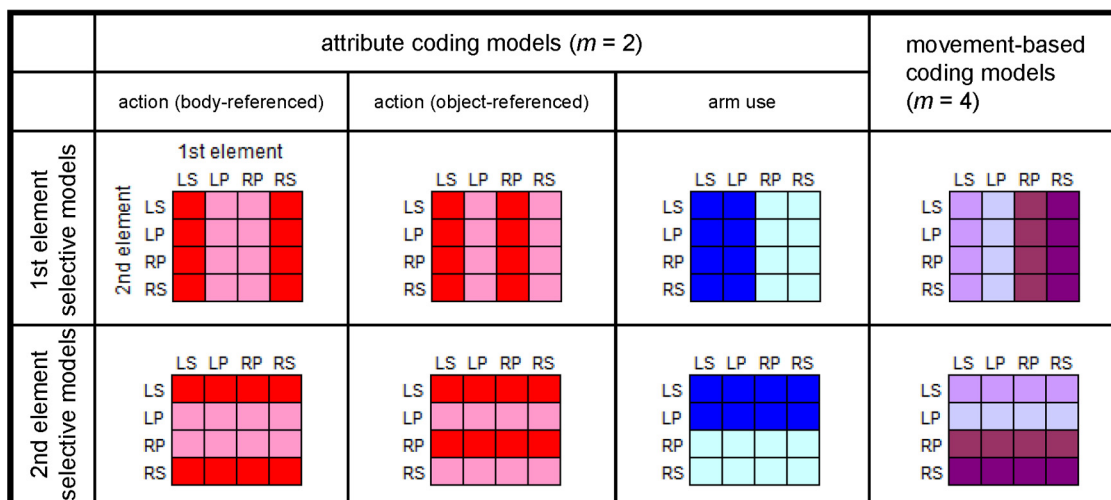 attribute coding models (m = 2)
movement-based
coding models
(m = 4)
action (body-referenced)
action (object-referenced)
arm use
1st element
selective models
1st element
2nd element
LS LP RP RS
LS
LP
RP
RS
LS LP RP RS
LS
LP
RP
RS
LS LP RP RS
LS
LP
RP
RS
LS LP RP RS
LS
LP
RP
RS
2nd element
selective models
LS LP RP RS
LS
LP
RP
RS
LS LP RP RS
LS
LP
RP
RS
LS LP RP RS
LS
LP
RP
RS
LS LP RP RS
LS
LP
RP
RS